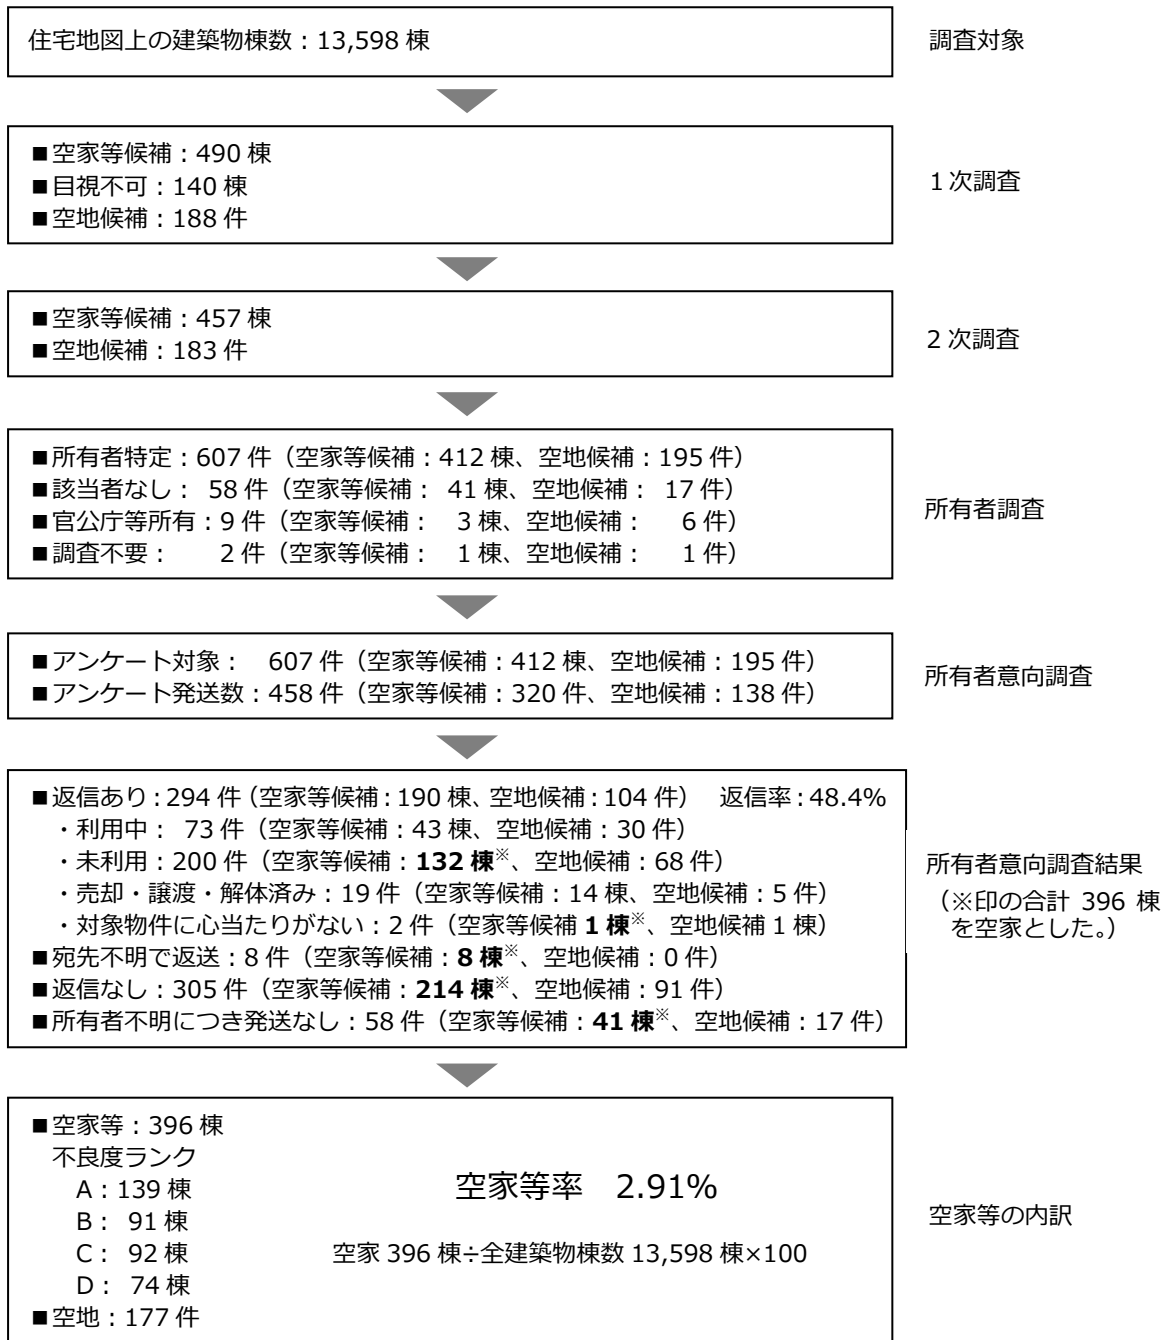 住宅地図上の建築物棟数：13,598 棟
調査対象
■空家等候補：490 棟
■目視不可：140 棟
■空地候補：188 件
1次調査
■空家等候補：457 棟
■空地候補：183 件
2次調査
■所有者特定：607 件（空家等候補：412 棟、空地候補：195 件）
■該当者なし： 58 件（空家等候補： 41 棟、空地候補： 17 件）
■官公庁等所有：9 件（空家等候補： 3 棟、空地候補： 6 件）
■調査不要： 2 件（空家等候補： 1 棟、空地候補： 1 件）
所有者調査
■アンケート対象： 607 件（空家等候補：412 棟、空地候補：195 件）
■アンケート発送数：458 件（空家等候補：320 件、空地候補：138 件）
所有者意向調査
■返信あり：294 件（空家等候補：190 棟、空地候補：104 件） 返信率：48.4%
・利用中： 73 件（空家等候補：43 棟、空地候補：30 件）
・未利用：200 件（空家等候補：132 棟※、空地候補：68 件）
・売却・譲渡・解体済み：19 件（空家等候補：14 棟、空地候補：5 件）
・対象物件に心当たりがない：2 件（空家等候補 1 棟※、空地候補 1 棟）
■宛先不明で返送：8 件（空家等候補：8 棟※、空地候補：0 件）
■返信なし：305 件（空家等候補：214 棟※、空地候補：91 件）
■所有者不明につき発送なし：58 件（空家等候補：41 棟※、空地候補：17 件）
所有者意向調査結果
（※印の合計 396 棟
を空家とした。）
■空家等：396 棟
不良度ランク
A：139 棟
B： 91 棟
C： 92 棟
D： 74 棟
■空地：177 件
空家等率 2.91%
空家 396 棟÷全建築物棟数 13,598 棟×100
空家等の内訳